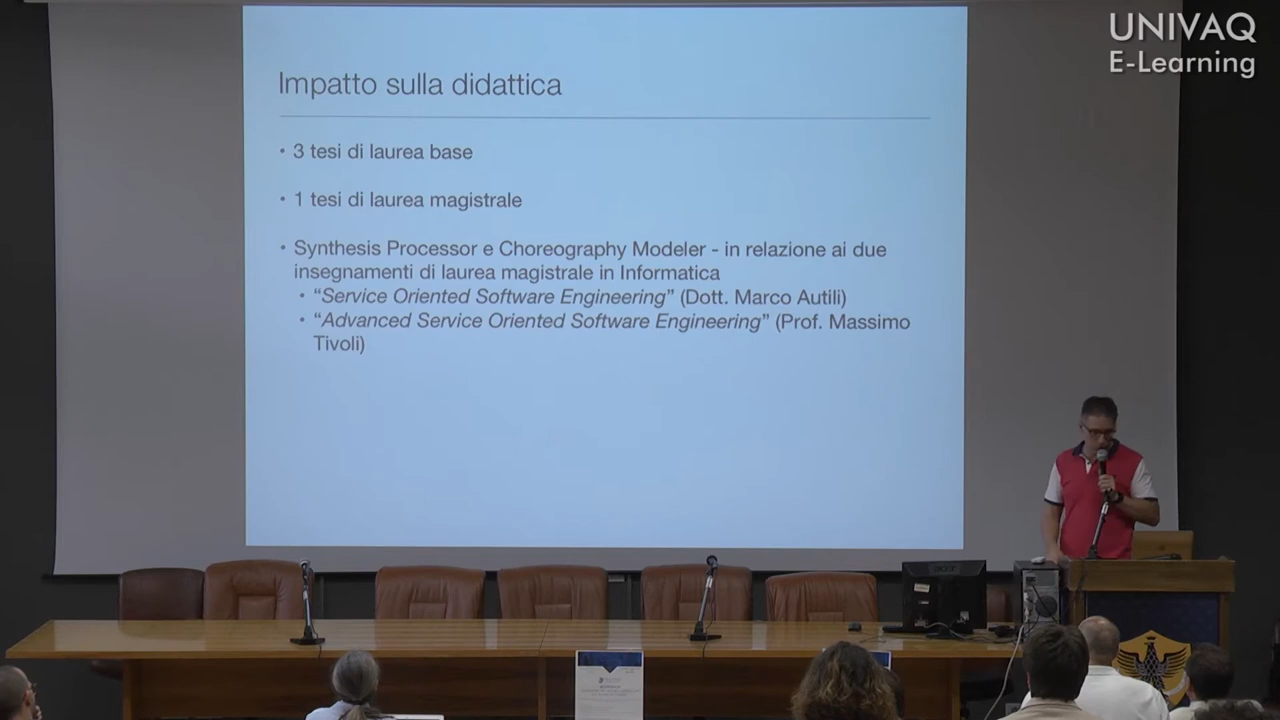 UNIVAQ
E-Learning
Impatto sulla didattica
• 3 tesi di laurea base
• 1 tesi di laurea magistrale
• Synthesis Processor e Choreography Modeler - in relazione ai due
insegnamenti di laurea magistrale in Informatica
• “Service Oriented Software Engineering” (Dott. Marco Autili)
• “Advanced Service Oriented Software Engineering” (Prof. Massimo
Tivoli)
acer